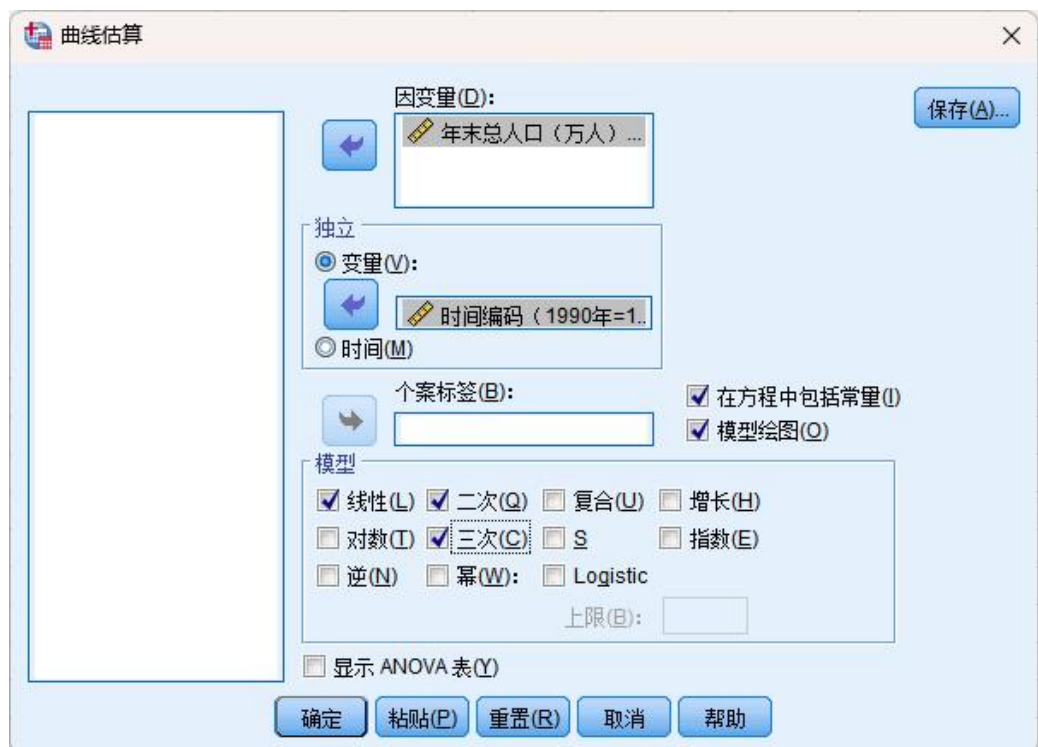 曲线估算
因变量(D):
保存(A)...
年末总人口（万人）...
独立
变量(V):
时间编码（1990年=1..
时间(M)
个案标签(B):
在方程中包括常量(I)
模型绘图(O)
模型
线性(L) 二次(Q) 复合(U) 增长(H)
对数(T) 三次(C) S 指数(E)
逆(N) 幂(W): Logistic
上限(B):
显示 ANOVA 表(Y)
确定 粘贴(P) 重置(R) 取消 帮助